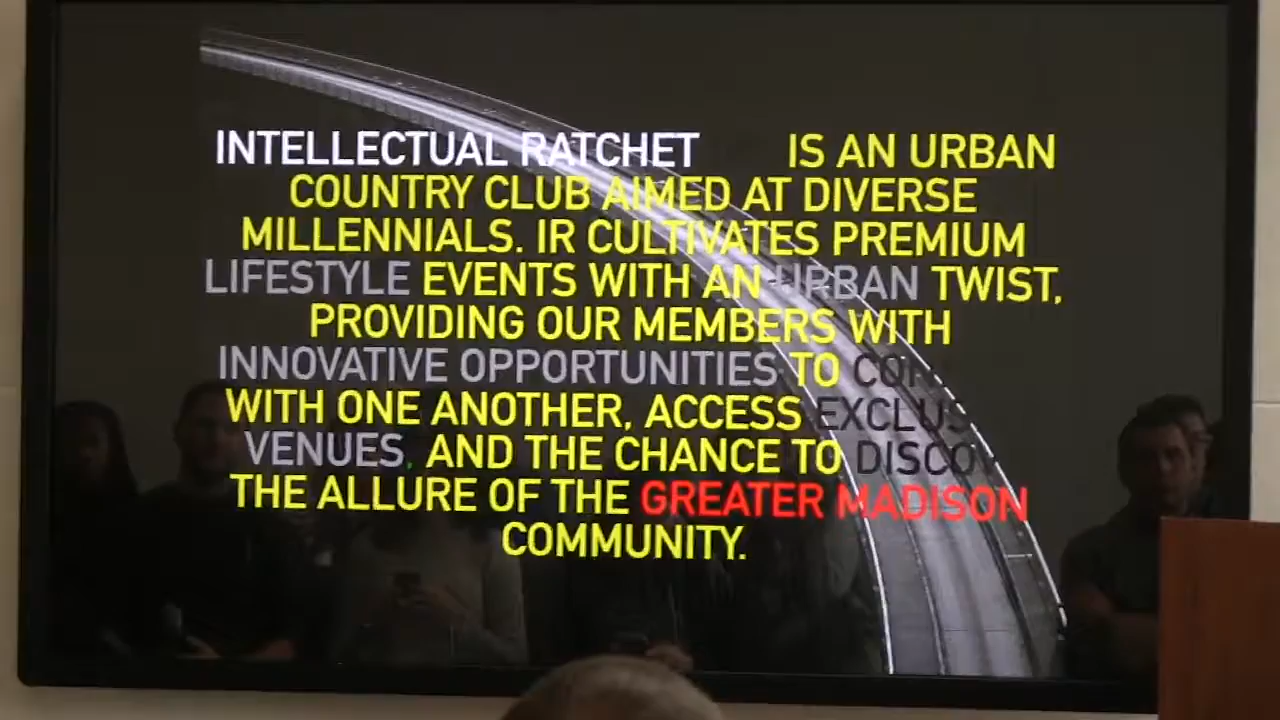 INTELLECTUAL RATCHET IS AN URBAN
COUNTRY CLUB AIMED AT DIVERSE
MILLENNIALS. IR CULTIVATES PREMIUM
LIFESTYLE EVENTS WITH AN URBAN TWIST,
PROVIDING OUR MEMBERS WITH
INNOVATIVE OPPORTUNITIES TO
WITH ONE ANOTHER, ACCESS
VENUES, AND THE CHANCE TO
THE ALLURE OF THE GREATER MADISON
COMMUNITY.